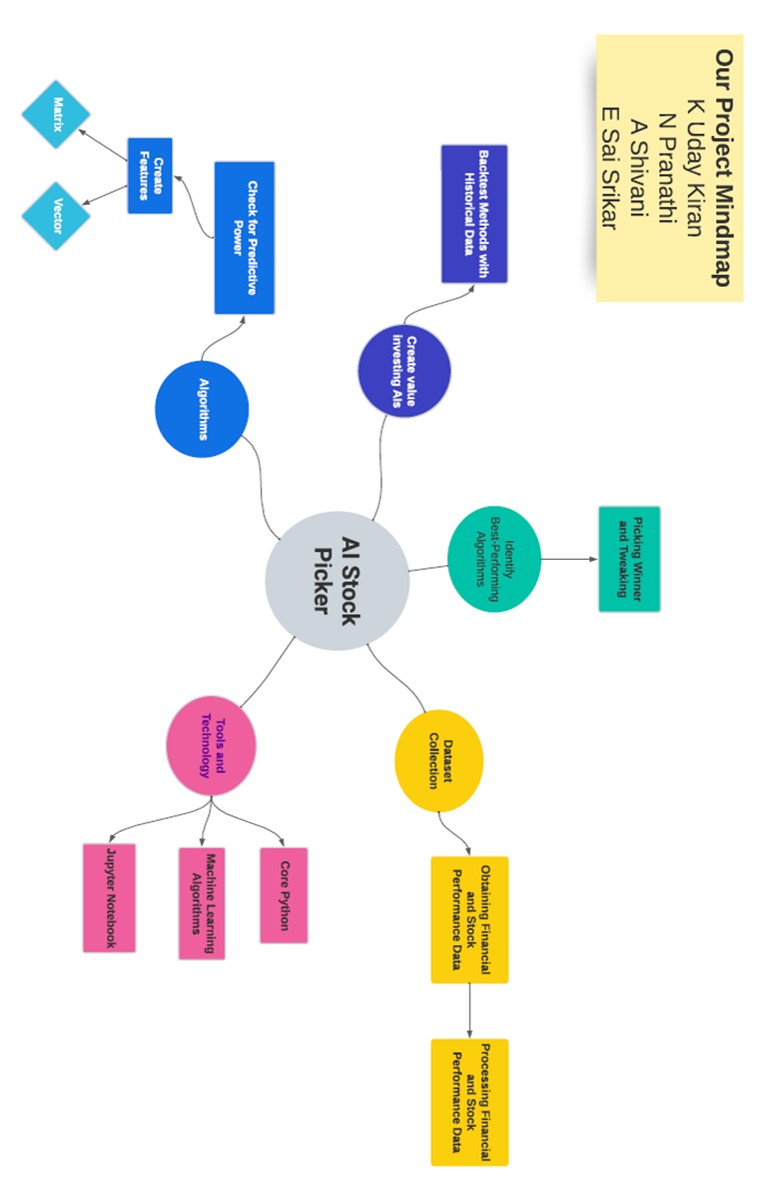 Our Project Mindmap
K Uday Kiran
N Pranathi
A Shivani
E Sai Srikar
Picking Winner
and Tweaking
Identify
Best-Performing
Algorithms
Backtest Methods with
Historical Data
Create value
investing AIs
Dataset
Collection
Obtaining Financial
and Stock
Performance Data
Processing Financial
and Stock
Performance Data
AI Stock
Picker
Check for Predictive
Power
Algorithms
Create
Features
Matrix
Vector
Tools and
Technology
Core Python
Machine Learning
Algorithms
Jupyter Notebook